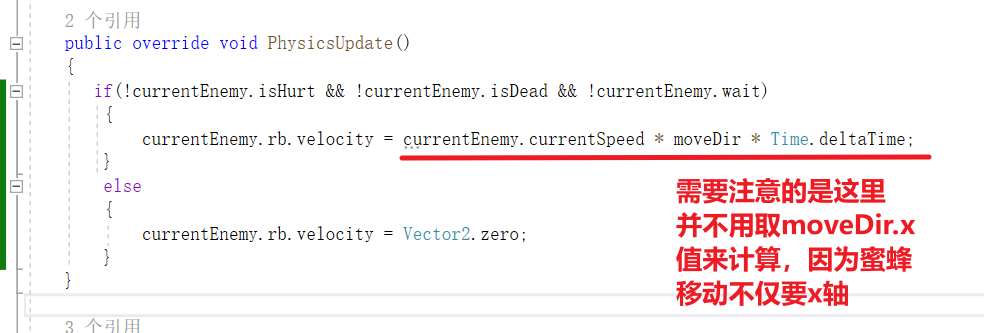 2 个引用
public override void PhysicsUpdate()
{
if(!currentEnemy.isHurt && !currentEnemy.isDead && !currentEnemy.wait)
{
currentEnemy.rb.velocity = currentEnemy.currentSpeed * moveDir * Time.deltaTime;
}
else
{
currentEnemy.rb.velocity = Vector2.zero;
}
}
需要注意的是这里
并不用取moveDir.x
值来计算，因为蜜蜂
移动不仅要x轴
3 个引用